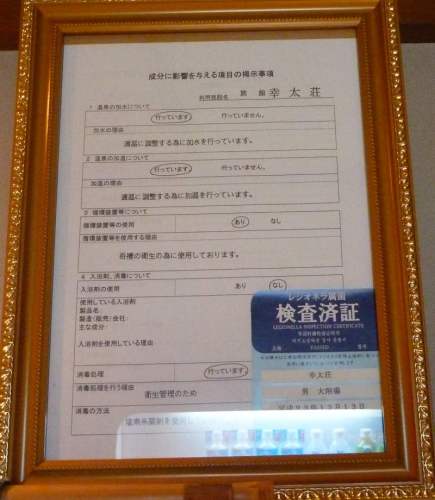 成分に影響を与える項目の掲示事項
利用施設名 旅館 幸太荘
1 温泉の加水について
行っています 行っていません。
加水の理由
適温に調整する為に加水を行っています。
2 温泉の加温について
行っています 行っていません。
加温の理由
適温に調整する為に加温を行っています。
3 循環装置等について
循環装置等の使用 あり なし
循環装置等を使用する理由
浴槽の衛生の為に使用しております。
4 入浴剤、消毒について
入浴剤の使用 あり なし
使用している入浴剤
製品名:
製造(販売)会社:
主な成分:
入浴剤を使用している理由
消毒処理 行っています
消毒処理を行う理由
衛生管理のため
消毒の方法
塩素系薬剤を使用し
レジオネラ属菌
検査済証
LEGIONELLA INSPECTION CERTIFICATE
幸太荘
男 大浴場